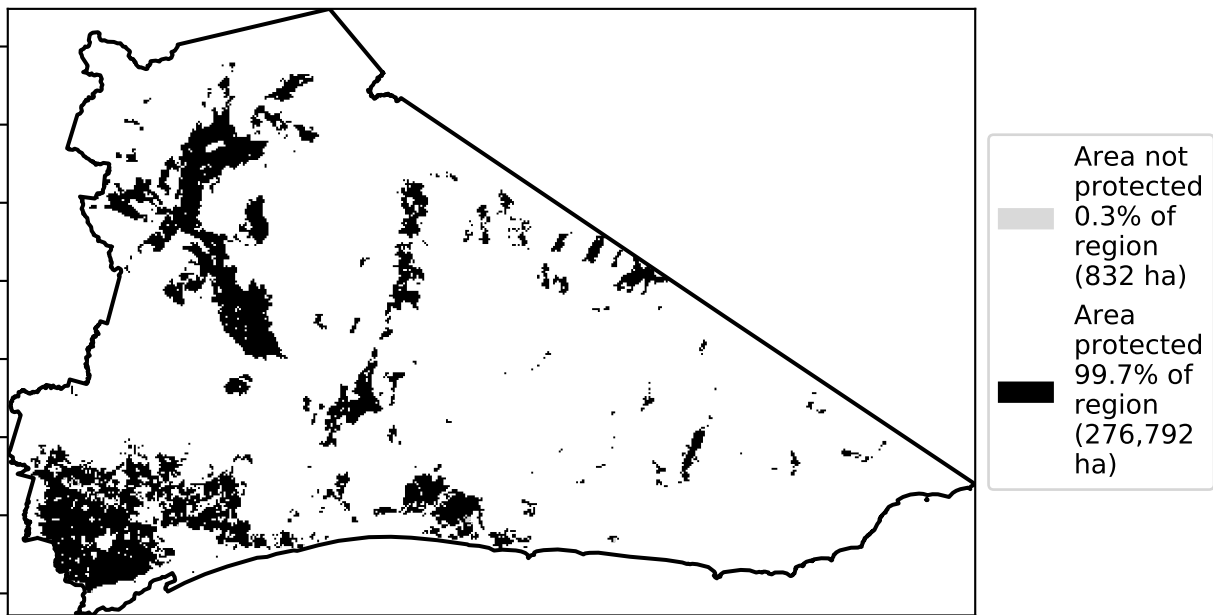 Area not
protected
0.3% of
region
(832 ha)
Area
protected
99.7% of
region
(276,792
ha)